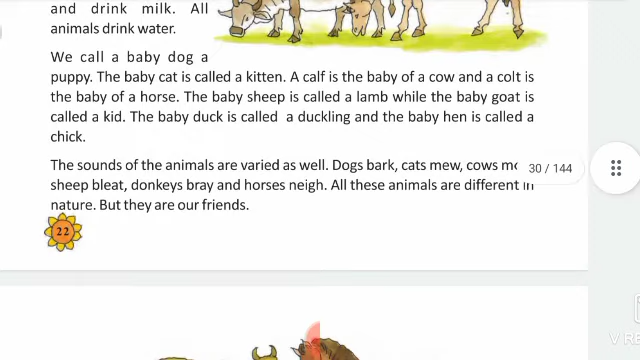 and drink milk. All
animals drink water.
We call a baby dog a
puppy. The baby cat is called a kitten. A calf is the baby of a cow and a colt is
the baby of a horse. The baby sheep is called a lamb while the baby goat is
called a kid. The baby duck is called a duckling and the baby hen is called a
chick.
The sounds of the animals are varied as well. Dogs bark, cats mew, cows
30 / 144
sheep bleat, donkeys bray and horses neigh. All these animals are different in
nature. But they are our friends.
22